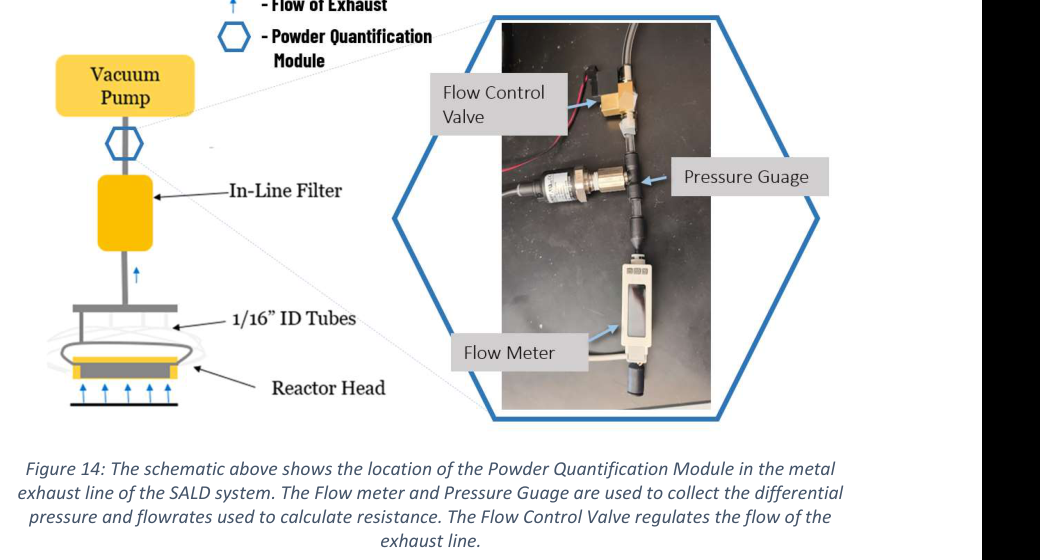 - Flow of Exhaust
- Powder Quantification
Module
Vacuum
Pump
Flow Control
Valve
Pressure Guage
In-Line Filter
1/16” ID Tubes
Flow Meter
Reactor Head
Figure 14: The schematic above shows the location of the Powder Quantification Module in the metal
exhaust line of the SALD system. The Flow meter and Pressure Guage are used to collect the differential
pressure and flowrates used to calculate resistance. The Flow Control Valve regulates the flow of the
exhaust line.